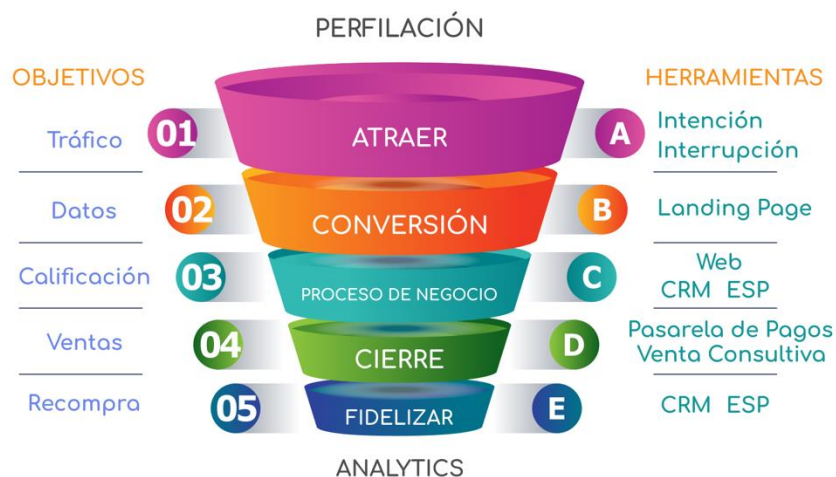 PERFILACIÓN
OBJETIVOS
HERRAMIENTAS
Tráfico
01
ATRAER
A
Intención
Interrupción
Datos
02
CONVERSIÓN
B
Landing Page
Calificación
03
PROCESO DE NEGOCIO
C
Web
CRM ESP
Ventas
04
CIERRE
D
Pasarela de Pagos
Venta Consultiva
Recompra
05
FIDELIZAR
E
CRM ESP
ANALYTICS